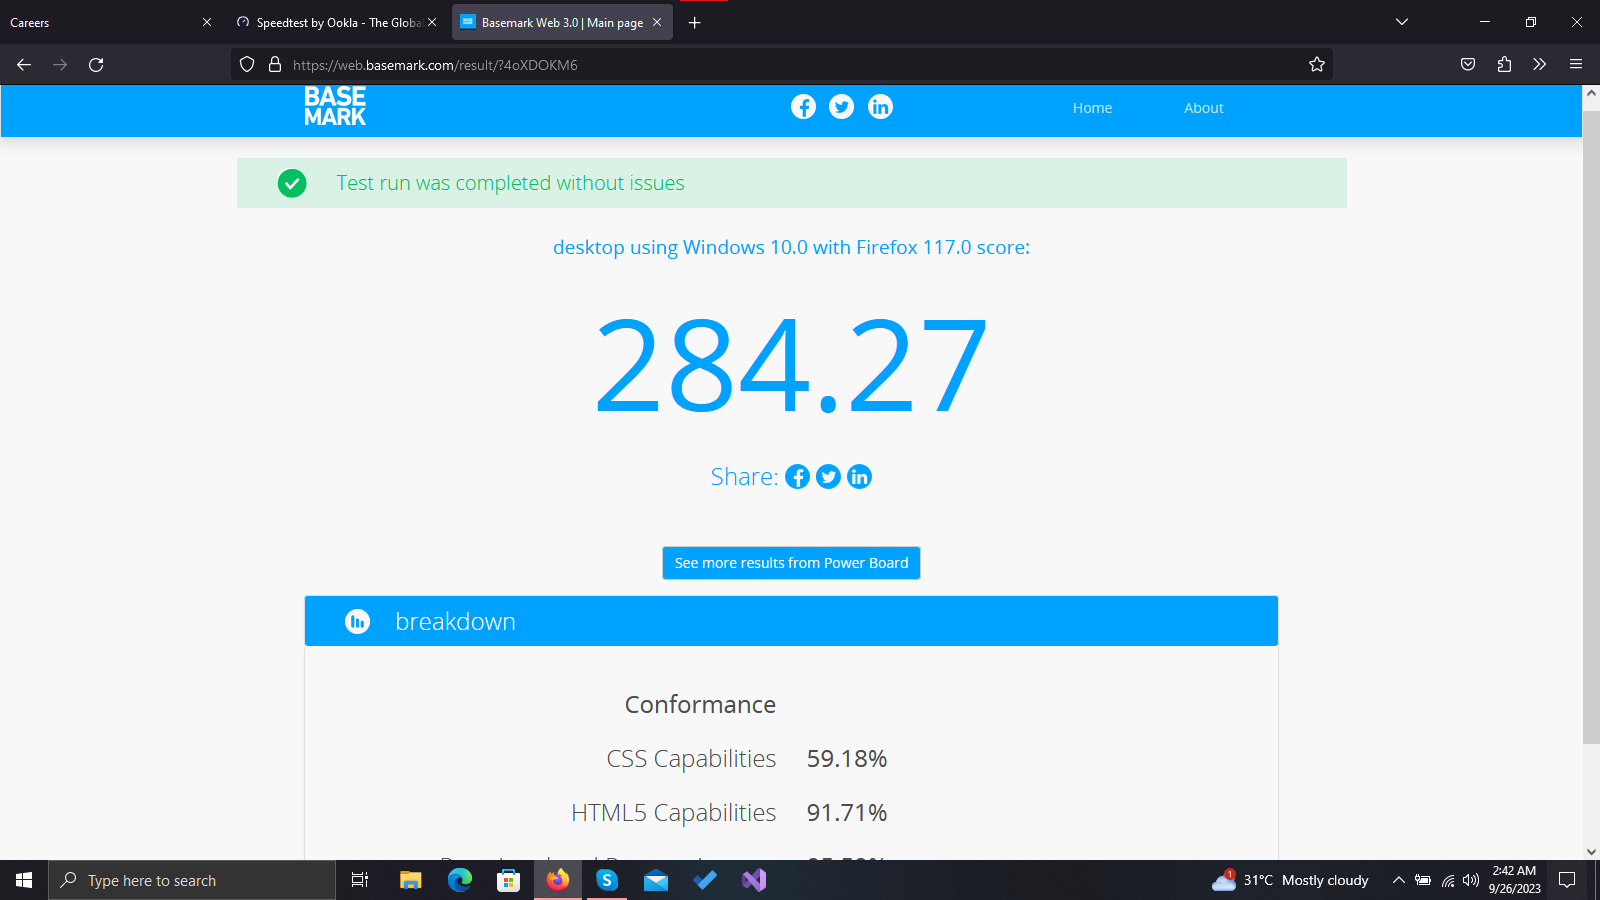 Careers
Speedtest by Ookla - The Global
Basemark Web 3.0 | Main page
https://web.basemark.com/result/?4oXDOKM6
BASE
MARK
Home
About
Test run was completed without issues
desktop using Windows 10.0 with Firefox 117.0 score:
284.27
Share:
See more results from Power Board
breakdown
Conformance
CSS Capabilities 59.18%
HTML5 Capabilities 91.71%
Type here to search
1
31°C Mostly cloudy
2:42 AM
9/26/2023